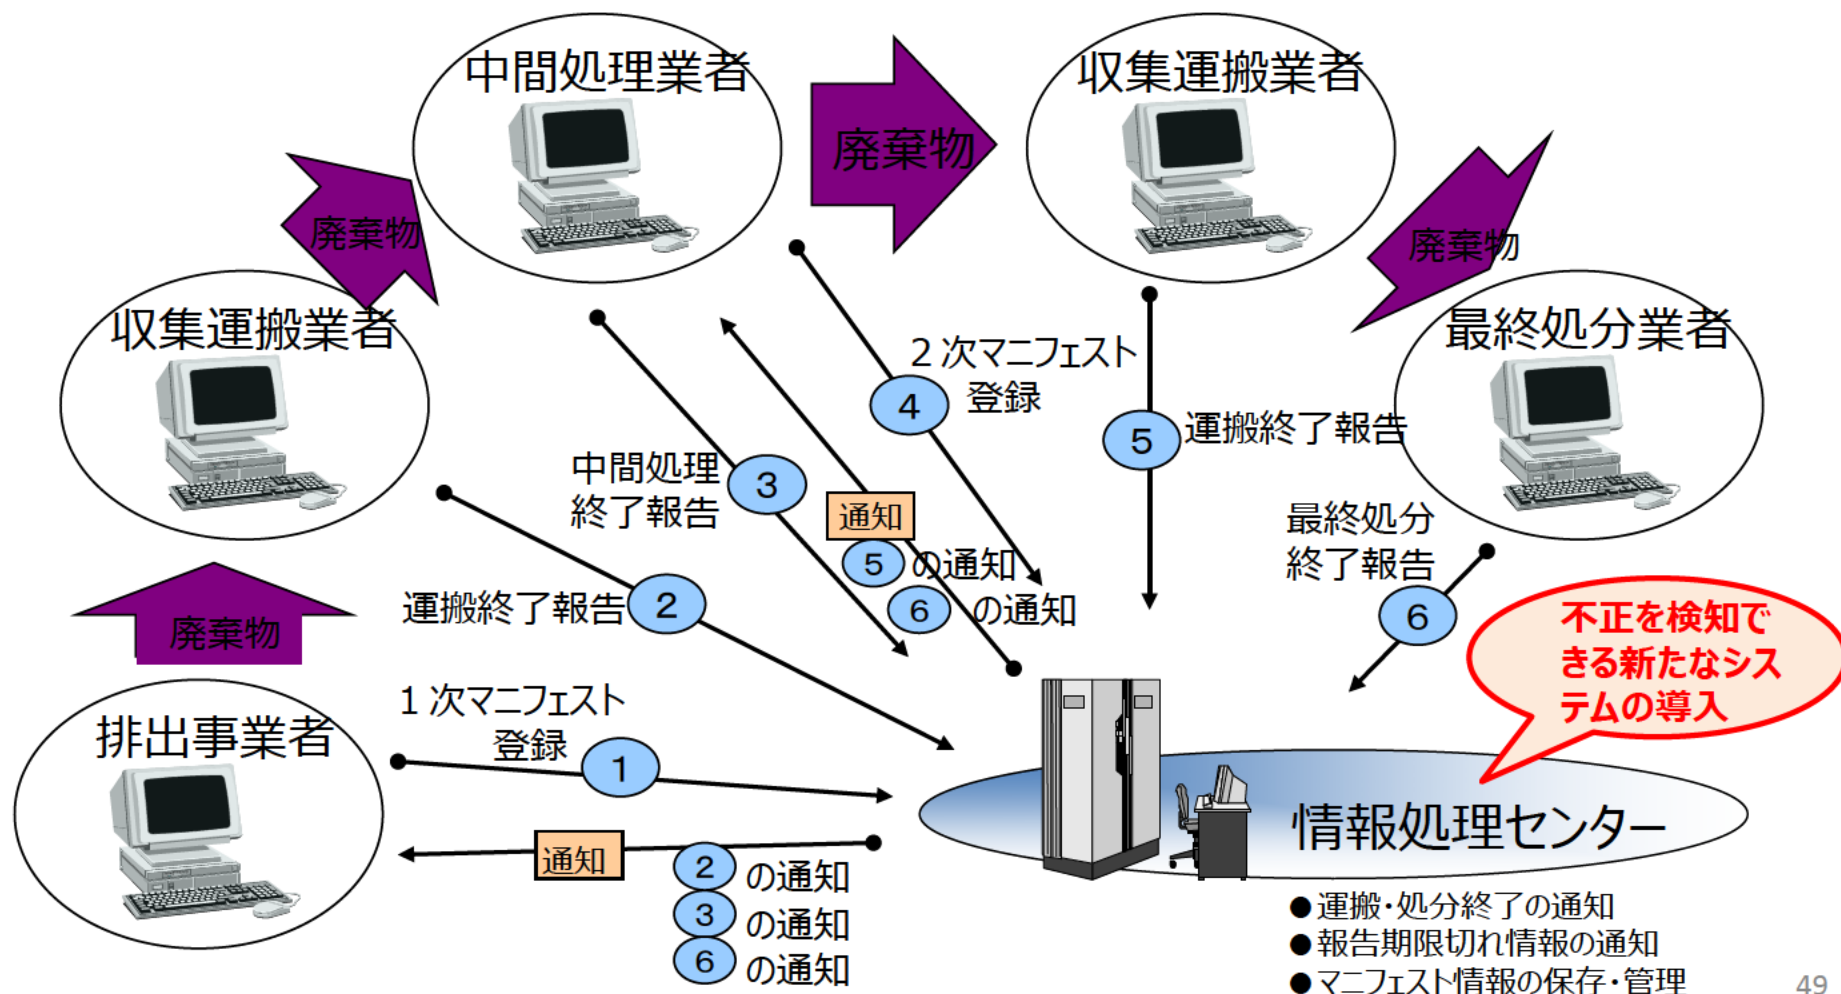 中間処理業者
廃棄物
収集運搬業者
廃棄物
廃棄物
収集運搬業者
最終処分業者
2次マニフェスト
登録
4
5
運搬終了報告
中間処理
終了報告
3
通知
5の通知
6の通知
最終処分
終了報告
6
運搬終了報告
2
廃棄物
不正を検知で
きる新たなシス
テムの導入
排出事業者
1次マニフェスト
登録
1
通知
2の通知
3の通知
6の通知
情報処理センター
●運搬・処分終了の通知
●報告期限切れ情報の通知
●マニフェスト情報の保存・管理
49